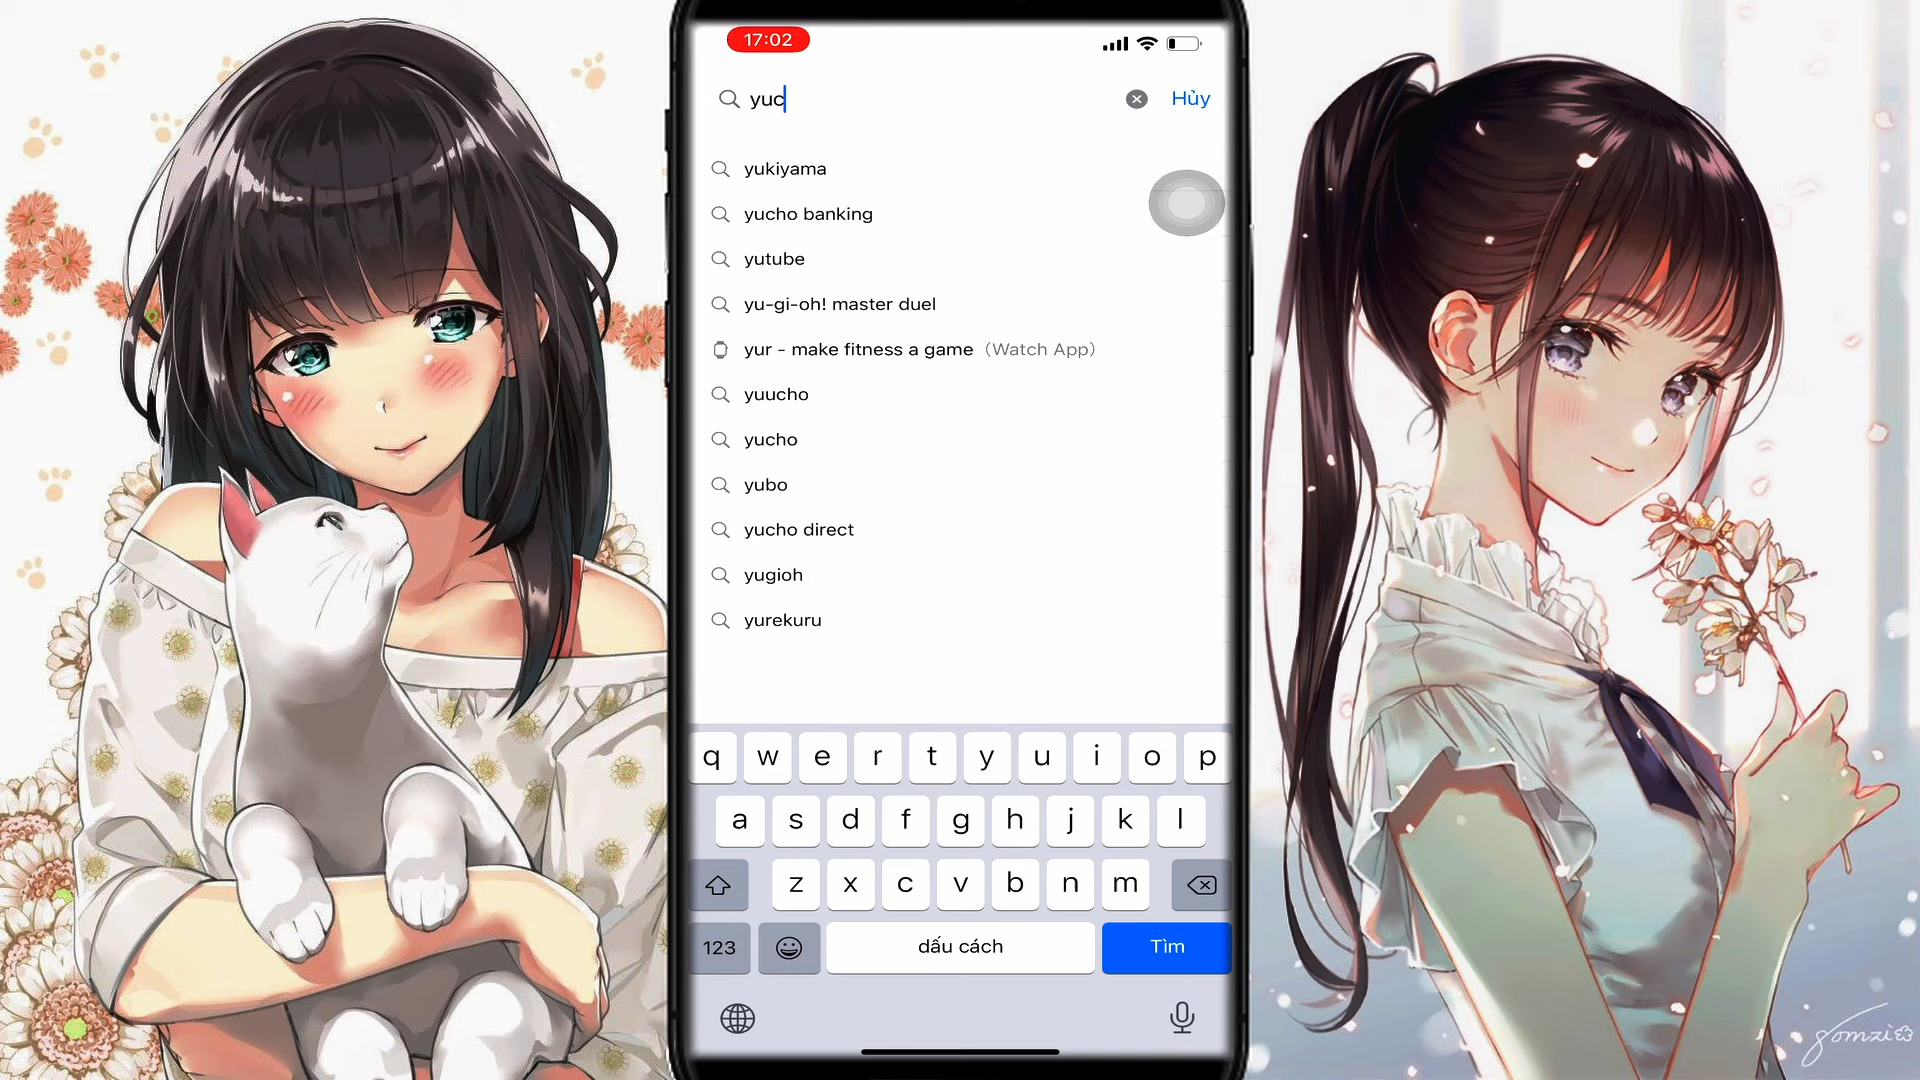 17:02
yuc
Hủy
yukiyama
yucho banking
yutube
yu-gi-oh! master duel
yur - make fitness a game (Watch App)
yuucho
yucho
yubo
yucho direct
yugioh
yurekuru
q w e r t y u i o p
a s d f g h j k l
z x c v b n m
123
dấu cách
Tìm
gomzi